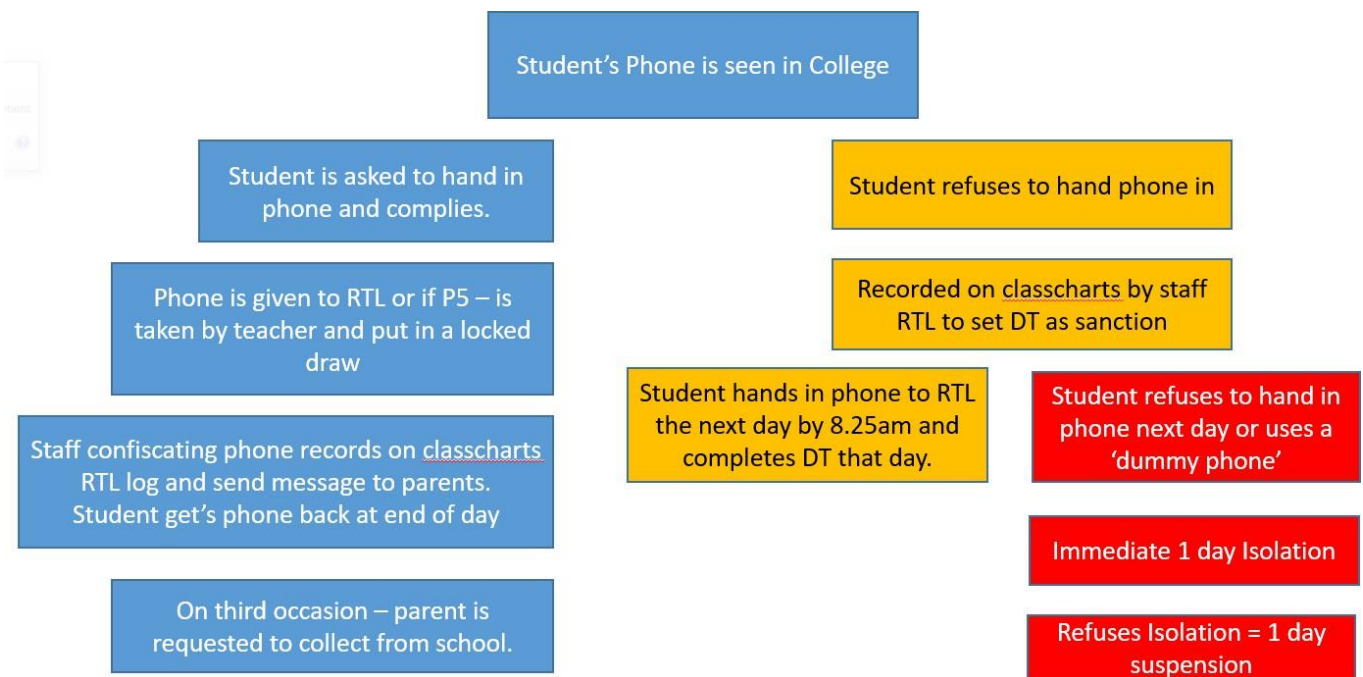 Student’s Phone is seen in College
Student is asked to hand in
phone and complies.
Phone is given to RTL or if P5 – is
taken by teacher and put in a locked
draw
Staff confiscating phone records on classcharts
RTL log and send message to parents.
Student get’s phone back at end of day
On third occasion – parent is
requested to collect from school.
Student refuses to hand phone in
Recorded on classcharts by staff
RTL to set DT as sanction
Student hands in phone to RTL
the next day by 8.25am and
completes DT that day.
Student refuses to hand in
phone next day or uses a
‘dummy phone’
Immediate 1 day Isolation
Refuses Isolation = 1 day
suspension